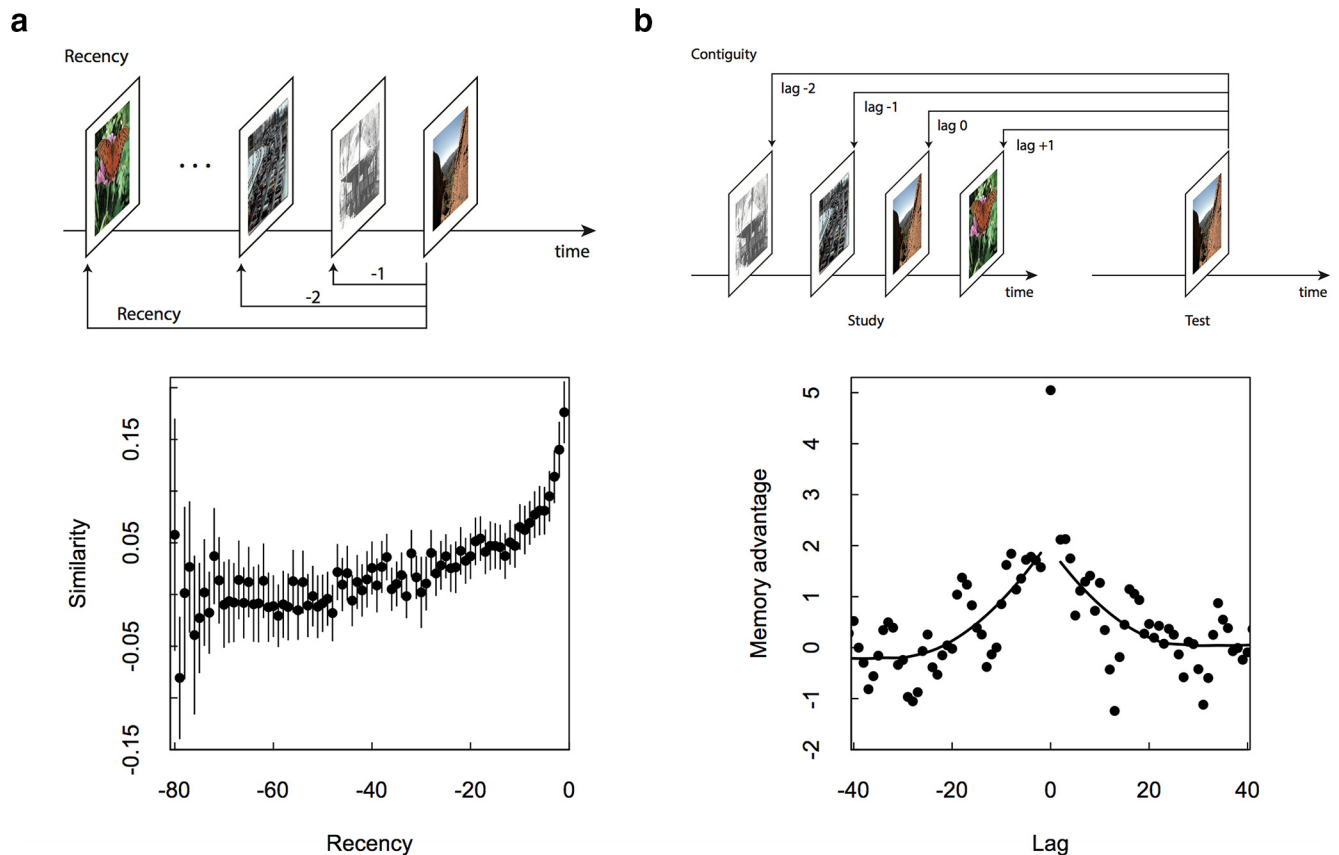 a
Recency
. . .
time
-1
-2
Recency
0.15
0.05
-0.05
-0.15
Similarity
-80
-60
-40
-20
0
Recency
b
Contiguity
lag -2
lag -1
lag 0
lag +1
time
time
Study
Test
5
4
3
2
1
0
-1
-2
Memory advantage
-40
-20
0
20
40
Lag